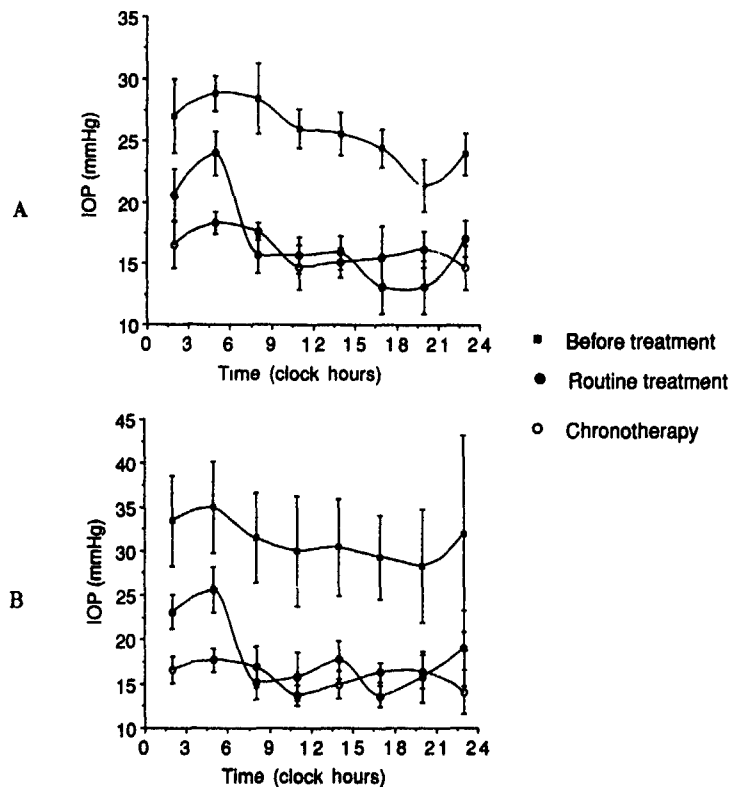 A
IOP (mmHg)
35
30
25
20
15
10
0 3 6 9 12 15 18 21 24
Time (clock hours)
Before treatment
Routine treatment
Chronotherapy
B
IOP (mmHg)
45
40
35
30
25
20
15
10
0 3 6 9 12 15 18 21 24
Time (clock hours)